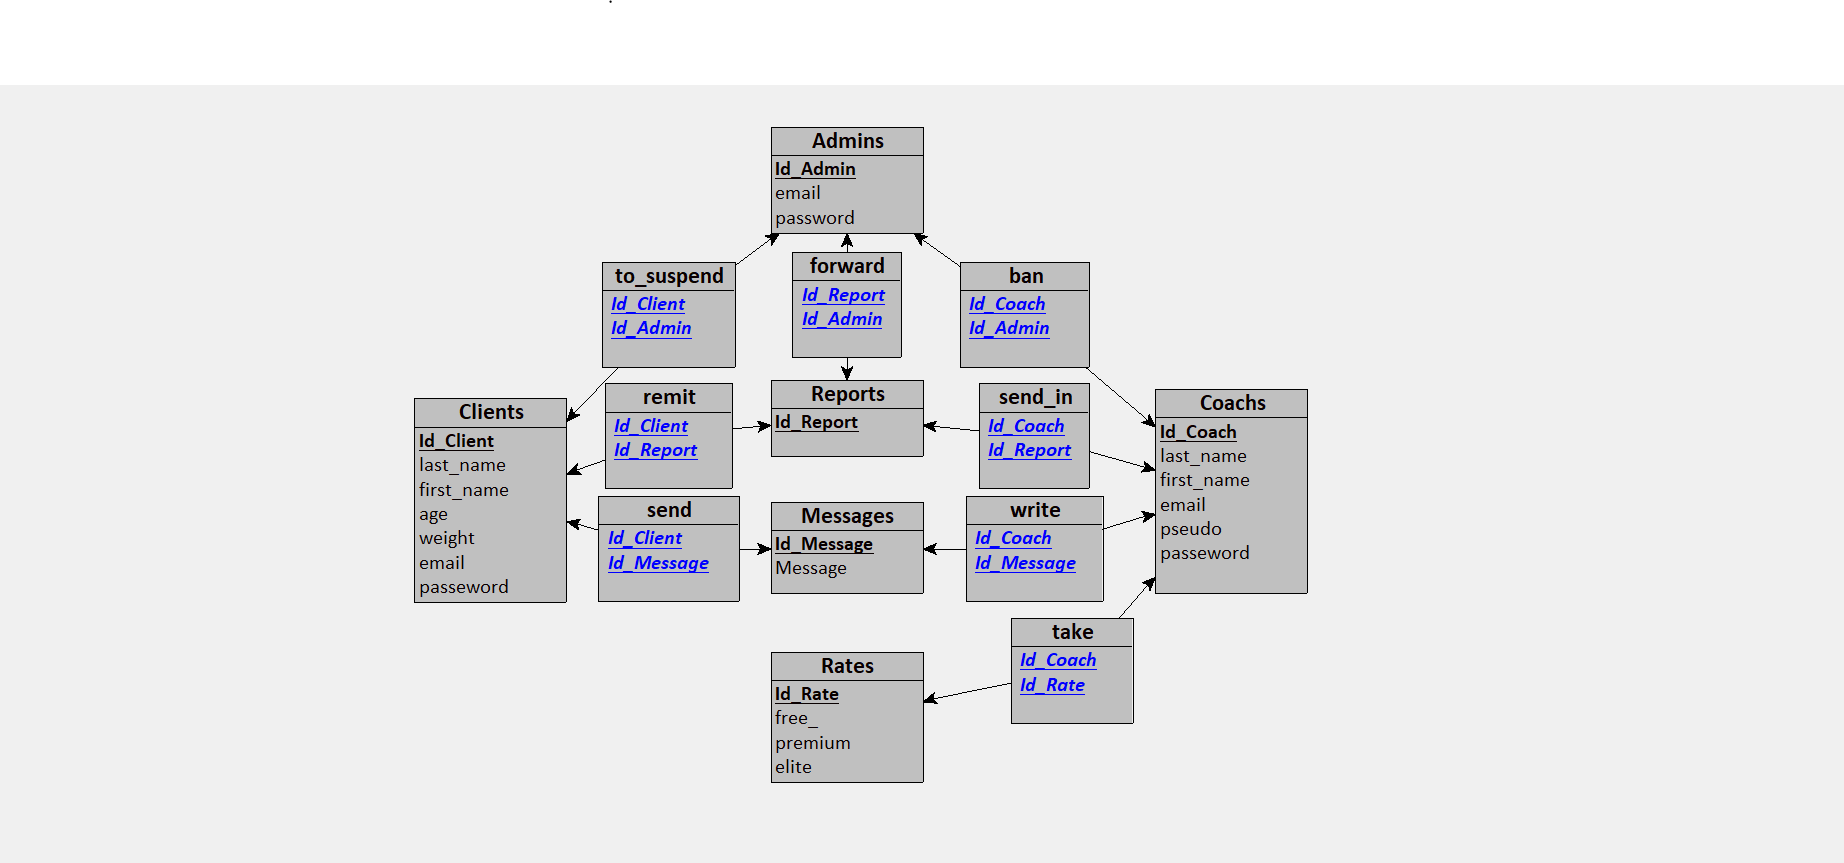 Admins
Id_Admin
email
password
to_suspend
Id_Client
Id_Admin
forward
Id_Report
Id_Admin
ban
Id_Coach
Id_Admin
Clients
Id_Client
last_name
first_name
age
weight
email
passeword
remit
Id_Client
Id_Report
Reports
Id_Report
send_in
Id_Coach
Id_Report
Coachs
Id_Coach
last_name
first_name
email
pseudo
passeword
send
Id_Client
Id_Message
Messages
Id_Message
Message
write
Id_Coach
Id_Message
take
Id_Coach
Id_Rate
Rates
Id_Rate
free_
premium
elite